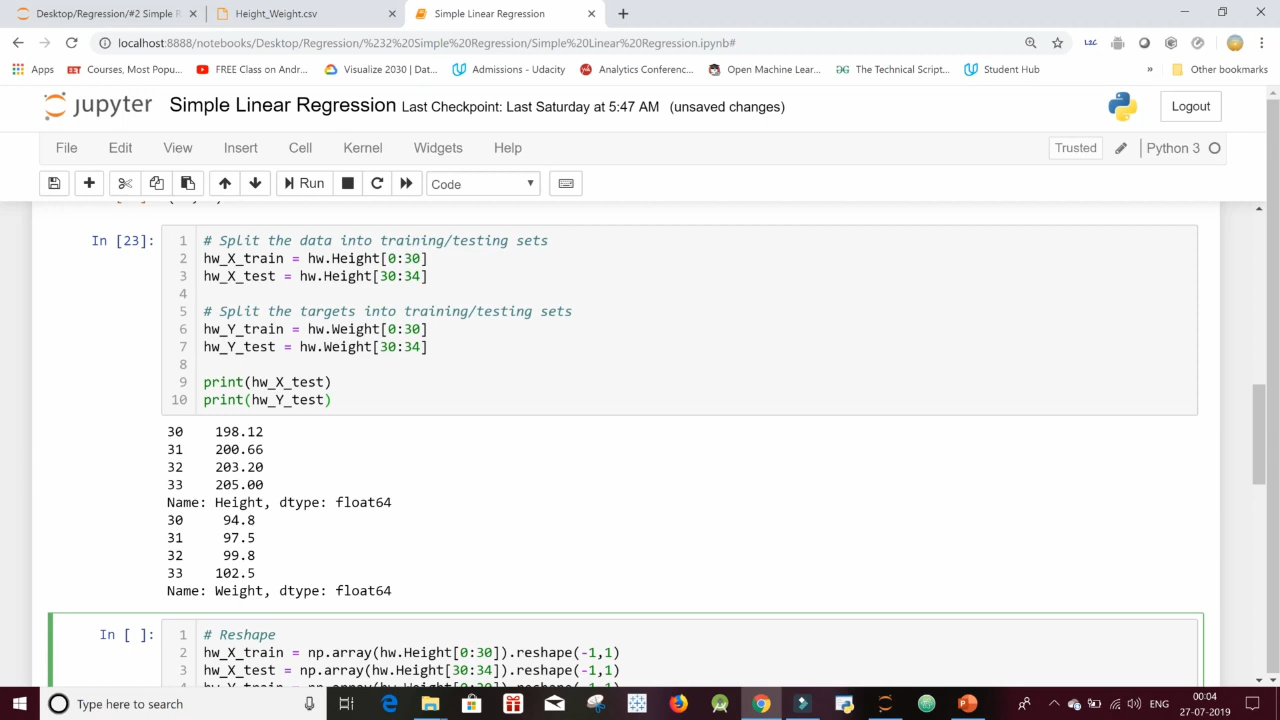 Desktop/Regression/#2 Simple R
Height_Weight.csv
Simple Linear Regression
localhost:8888/notebooks/Desktop/Regression/%232%20Simple%20Regression/Simple%20Linear%20Regression.ipynb#
Apps
Courses, Most Popu...
FREE Class on Andr...
Visualize 2030 | Dat...
Admissions - Udacity
Analytics Conferenc...
Open Machine Lear...
The Technical Script...
Student Hub
»
Other bookmarks
jupyter Simple Linear Regression Last Checkpoint: Last Saturday at 5:47 AM (unsaved changes)
Logout
File Edit View Insert Cell Kernel Widgets Help
Trusted
Python 3
Run
Code
In [23]:
1 # Split the data into training/testing sets
2 hw_X_train = hw.Height[0:30]
3 hw_X_test = hw.Height[30:34]
4
5 # Split the targets into training/testing sets
6 hw_Y_train = hw.Weight[0:30]
7 hw_Y_test = hw.Weight[30:34]
8
9 print(hw_X_test)
10 print(hw_Y_test)
30 198.12
31 200.66
32 203.20
33 205.00
Name: Height, dtype: float64
30 94.8
31 97.5
32 99.8
33 102.5
Name: Weight, dtype: float64
In [ ]:
1 # Reshape
2 hw_X_train = np.array(hw.Height[0:30]).reshape(-1,1)
3 hw_X_test = np.array(hw.Height[30:34]).reshape(-1,1)
Type here to search
ENG
00:04
27-07-2019